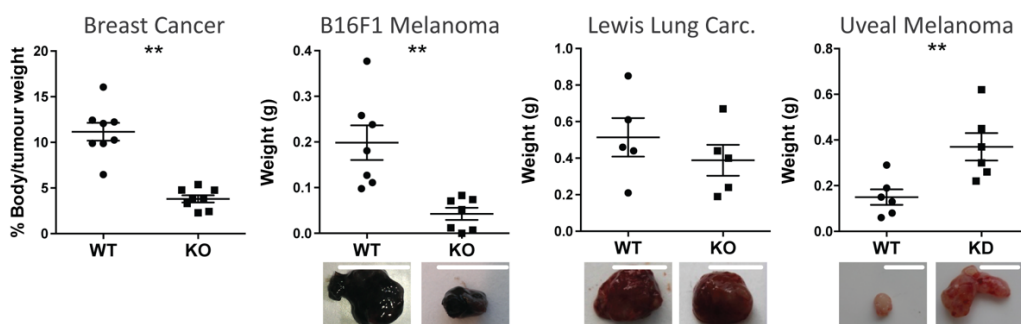 Breast Cancer
**
% Body/tumour weight
20
15
10
5
0
WT KO
B16F1 Melanoma
**
Weight (g)
0.4
0.3
0.2
0.1
0.0
WT KO
Lewis Lung Carc.
Weight (g)
1.0
0.8
0.6
0.4
0.2
0.0
WT KO
Uveal Melanoma
**
Weight (g)
0.8
0.6
0.4
0.2
0.0
WT KD